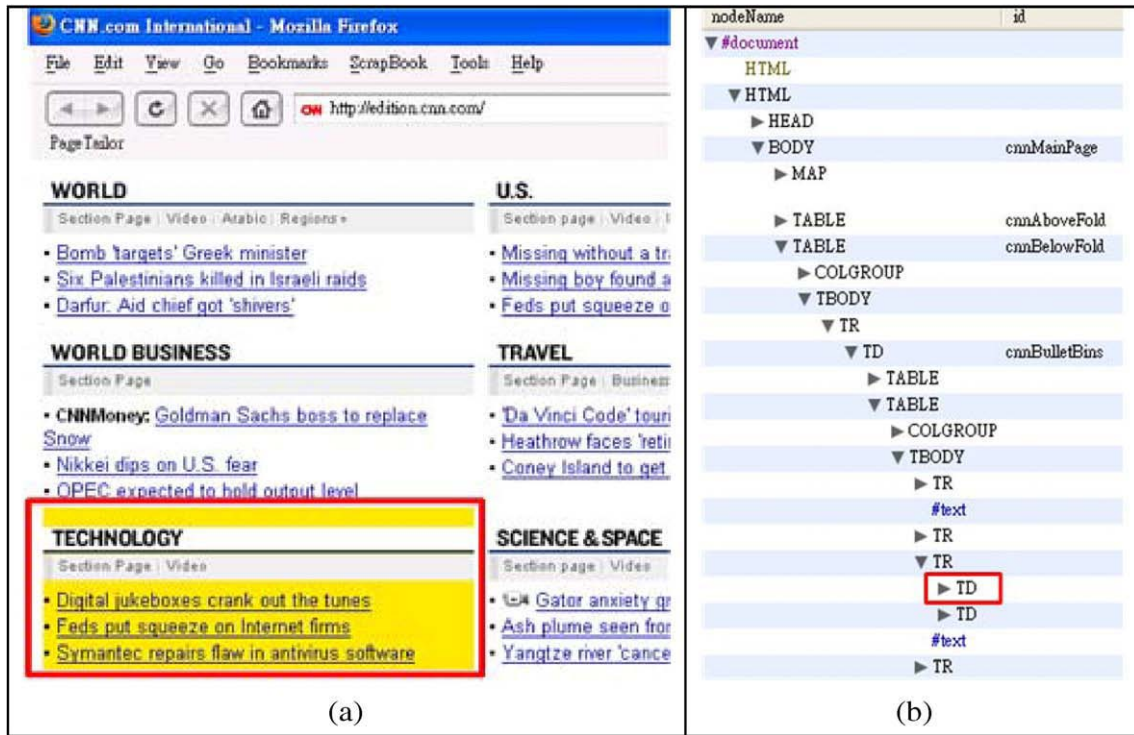 CNN.com International - Mozilla Firefox
File Edit View Go Bookmarks ScrapBook Tools Help
http://edition.cnn.com/
PageTailor
WORLD
Section Page | Video | Arabic | Regions
• Bomb 'targets' Greek minister
• Six Palestinians killed in Israeli raids
• Darfur: Aid chief got 'shivers'
U.S.
Section page | Video |
• Missing without a
• Missing boy found
• Feds put squeeze
WORLD BUSINESS
Section Page
• CNNMoney: Goldman Sachs boss to replace
Snow
• Nikkei dips on U.S. fear
• OPEC expected to hold output level
TRAVEL
Section Page | Business
• 'Da Vinci Code'
• Heathrow faces
• Coney Island to get
TECHNOLOGY
Section Page | Video
• Digital jukeboxes crank out the tunes
• Feds put squeeze on Internet firms
• Symantec repairs flaw in antivirus software
SCIENCE & SPACE
Section page | Video
• Gator anxiety
• Ash plume seen
• Yangtze river 'cance
(a)
nodeName id
#document
HTML
HTML
HEAD
BODY cnnMainPage
MAP
TABLE cnnAboveFold
TABLE cnnBelowFold
COLGROUP
TBODY
TR
TD cnnBulletBins
TABLE
TABLE
COLGROUP
TBODY
TR
#text
TR
TR
TD
TD
#text
TR
(b)